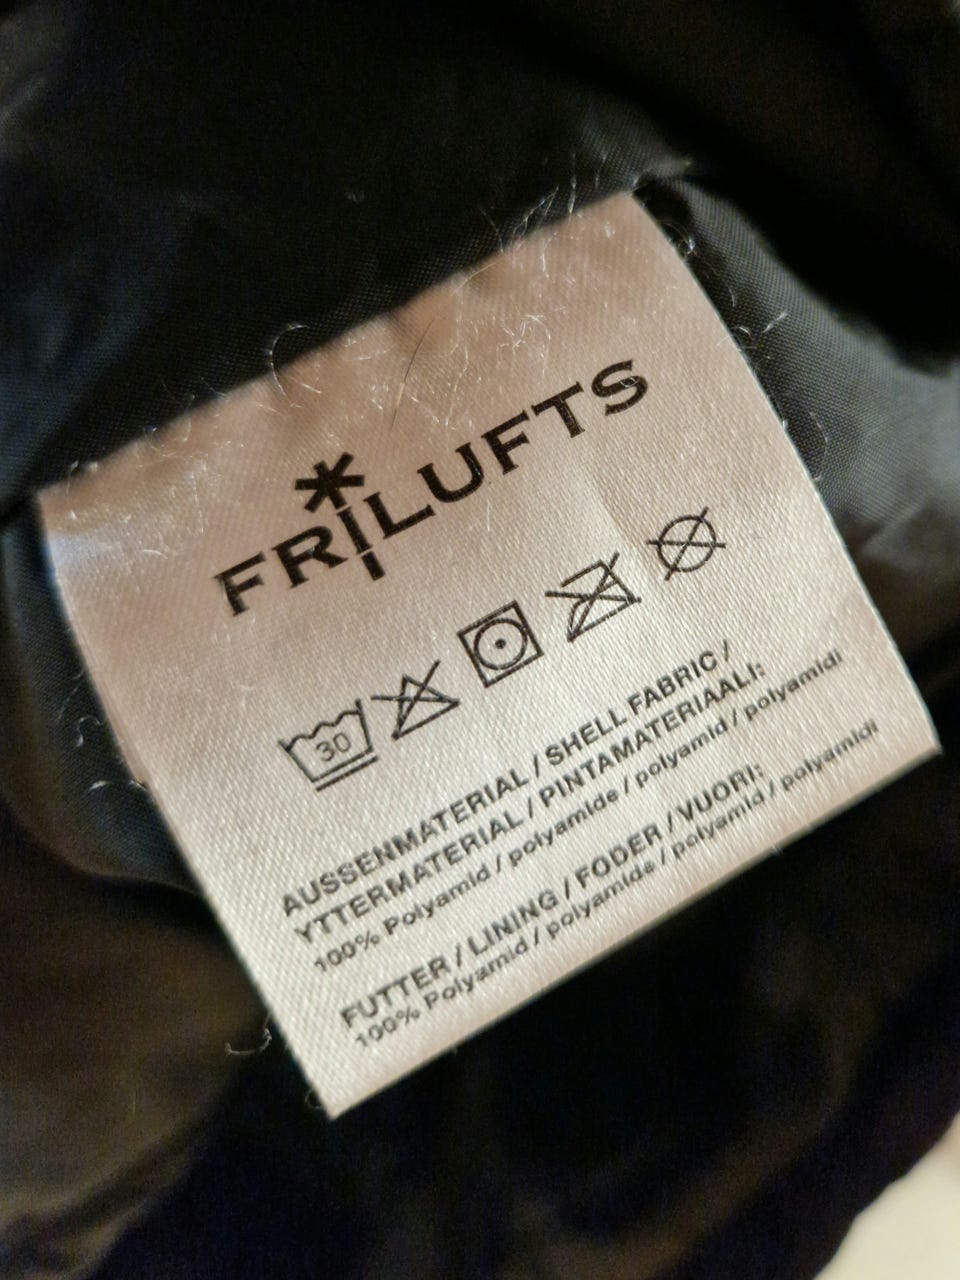 FRILUFTS
30
AUSSENMATERIAL / SHELL FABRIC /
YTTERMATERIAL / PINTAMATERIAALI:
100% Polyamid / polyamide / polyamid / polyamidi
FUTTER / LINING / FODER / VUORI:
100% Polyamid / polyamide / polyamid / polyamidi